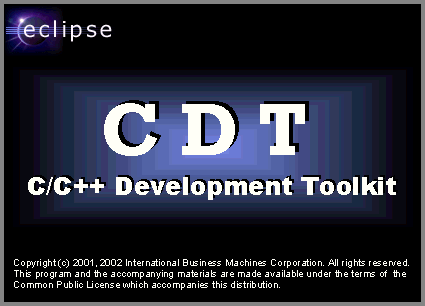 eclipse
C D T
C/C++ Development Toolkit
Copyright (c) 2001, 2002 International Business Machines Corporation. All rights reserved.
This program and the accompanying materials are made available under the terms of the
Common Public License which accompanies this distribution.